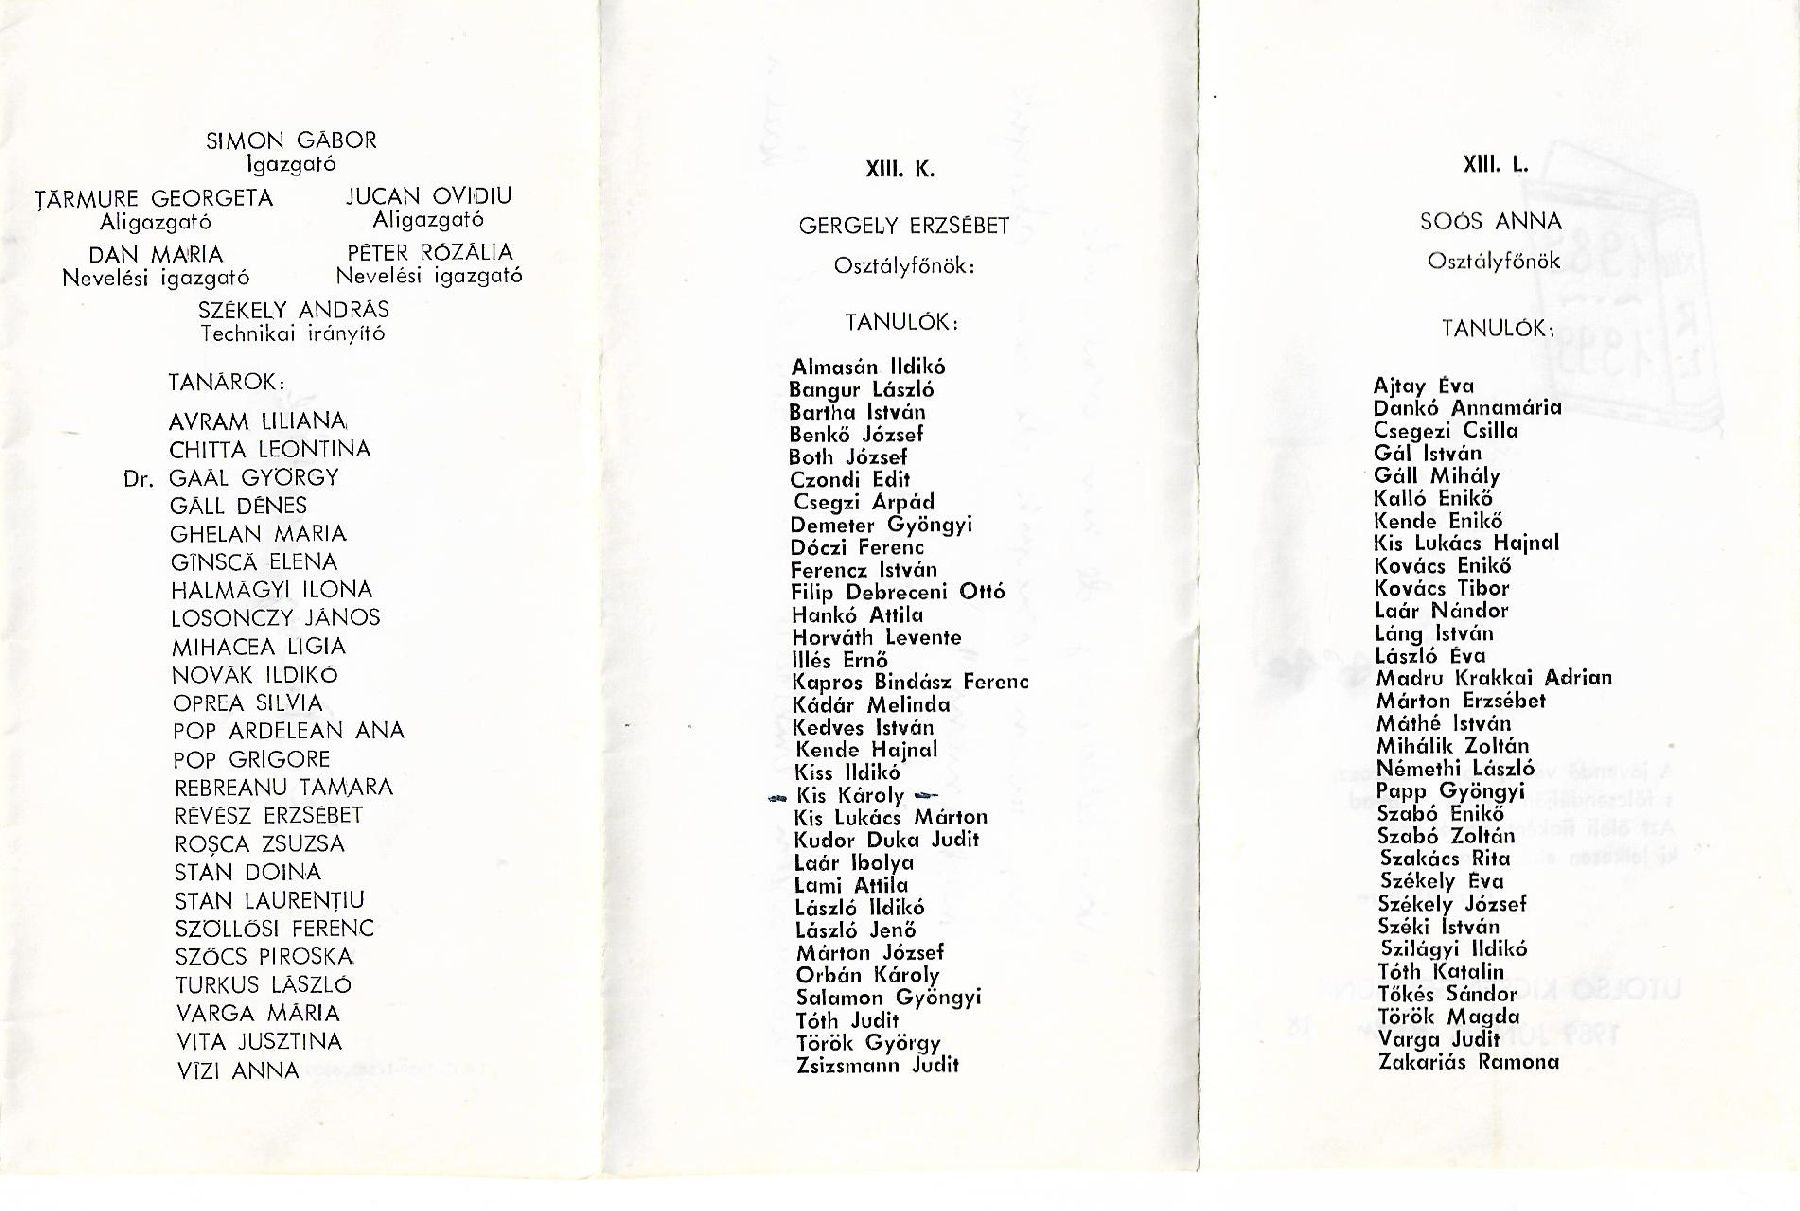 SIMON GÁBOR
Igazgató
ȚĂRMURE GEORGETA
Aligazgató
JUCAN OVIDIU
Aligazgató
DAN MARIA
Nevelési igazgató
PÉTER RÓZÁLIA
Nevelési igazgató
SZÉKELY ANDRÁS
Technikai irányító
TANÁROK:
AVRAM LILIANA
CHITTA LEONTINA
Dr. GAÁL GYÖRGY
GÁLL DÉNES
GHELAN MARIA
GÎNSCĂ ELENA
HALMÁGYI ILONA
LOSONCZY JÁNOS
MIHACEA LIGIA
NOVÁK ILDIKÓ
OPREA SILVIA
POP ARDELEAN ANA
POP GRIGORE
REBREANU TAMARA
RÉVÉSZ ERZSÉBET
ROȘCA ZSUZSA
STAN DOINA
STAN LAURENȚIU
SZÖLLŐSI FERENC
SZŐCS PIROSKA
TURKUS LÁSZLÓ
VARGA MÁRIA
VITA JUSZTINA
VÍZI ANNA
XIII. K.
GERGELY ERZSÉBET
Osztályfőnök:
TANULÓK:
Almasán Ildikó
Bangur László
Bartha István
Benkő József
Both József
Czondi Edit
Csegzi Árpád
Demeter Gyöngyi
Dóczi Ferenc
Ferencz István
Filip Debreceni Ottó
Hankó Attila
Horváth Levente
Illés Ernő
Kapros Bindász Ferenc
Kádár Melinda
Kedves István
Kende Hajnal
Kiss Ildikó
Kis Károly
Kis Lukács Márton
Kudor Duka Judit
Laár Ibolya
Lami Attila
László Ildikó
László Jenő
Márton József
Orbán Károly
Salamon Gyöngyi
Tóth Judit
Török György
Zsizsmann Judit
XIII. L.
SOÓS ANNA
Osztályfőnök
TANULÓK:
Ajtay Éva
Dankó Annamária
Csegezi Csilla
Gál István
Gáll Mihály
Kalló Enikő
Kende Enikő
Kis Lukács Hajnal
Kovács Enikő
Kovács Tibor
Laár Nándor
Láng István
László Éva
Madru Krakkai Adrian
Márton Erzsébet
Máthé István
Mihálik Zoltán
Némethi László
Papp Gyöngyi
Szabó Enikő
Szabó Zoltán
Szakács Rita
Székely Éva
Székely József
Széki István
Szilágyi Ildikó
Tóth Katalin
Tőkés Sándor
Török Magda
Varga Judit
Zakariás Ramona